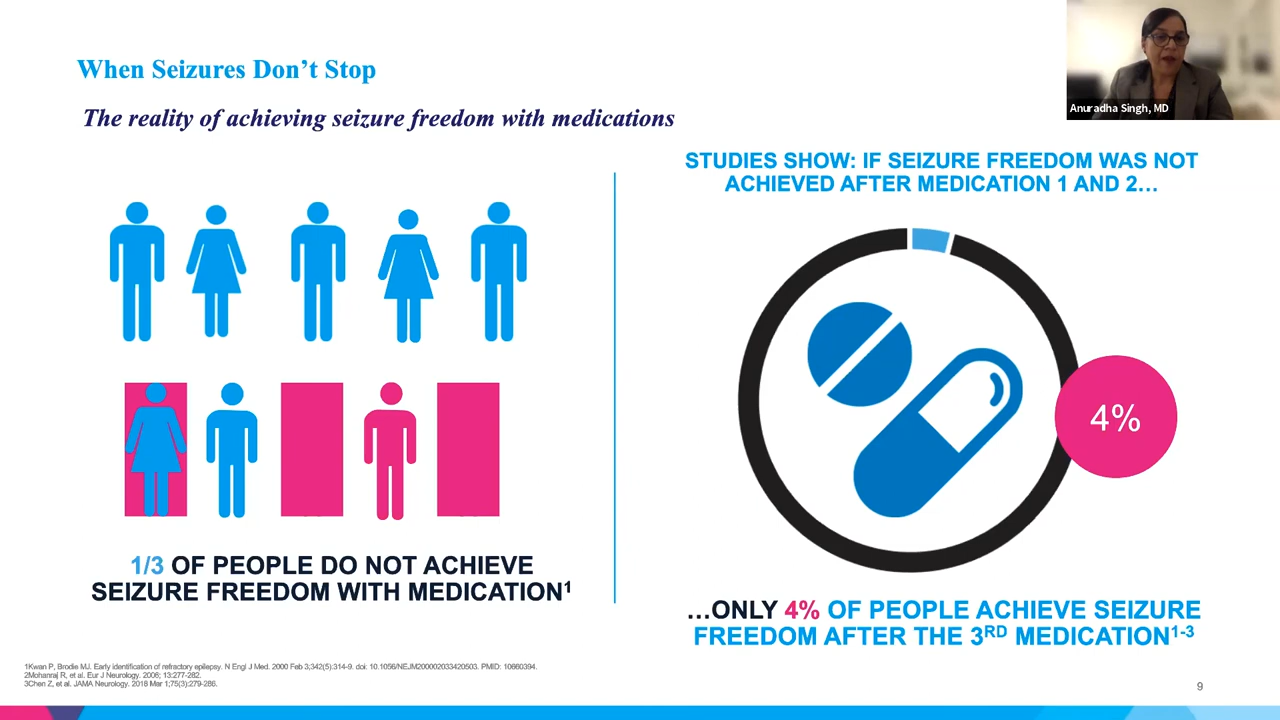 Anuradha Singh, MD
When Seizures Don’t Stop
The reality of achieving seizure freedom with medications
1/3 OF PEOPLE DO NOT ACHIEVE
SEIZURE FREEDOM WITH MEDICATION¹
STUDIES SHOW: IF SEIZURE FREEDOM WAS NOT
ACHIEVED AFTER MEDICATION 1 AND 2…
4%
…ONLY 4% OF PEOPLE ACHIEVE SEIZURE
FREEDOM AFTER THE 3RD MEDICATION1-3
1Kwan P, Brodie MJ. Early identification of refractory epilepsy. N Engl J Med. 2000 Feb 3;342(5):314-9. doi: 10.1056/NEJM200002033420503. PMID: 10660394.
2Mohanraj R, et al. Eur J Neurology. 2006; 13:277-282.
3Chen Z, et al. JAMA Neurology. 2018 Mar 1;75(3):279-286.
9